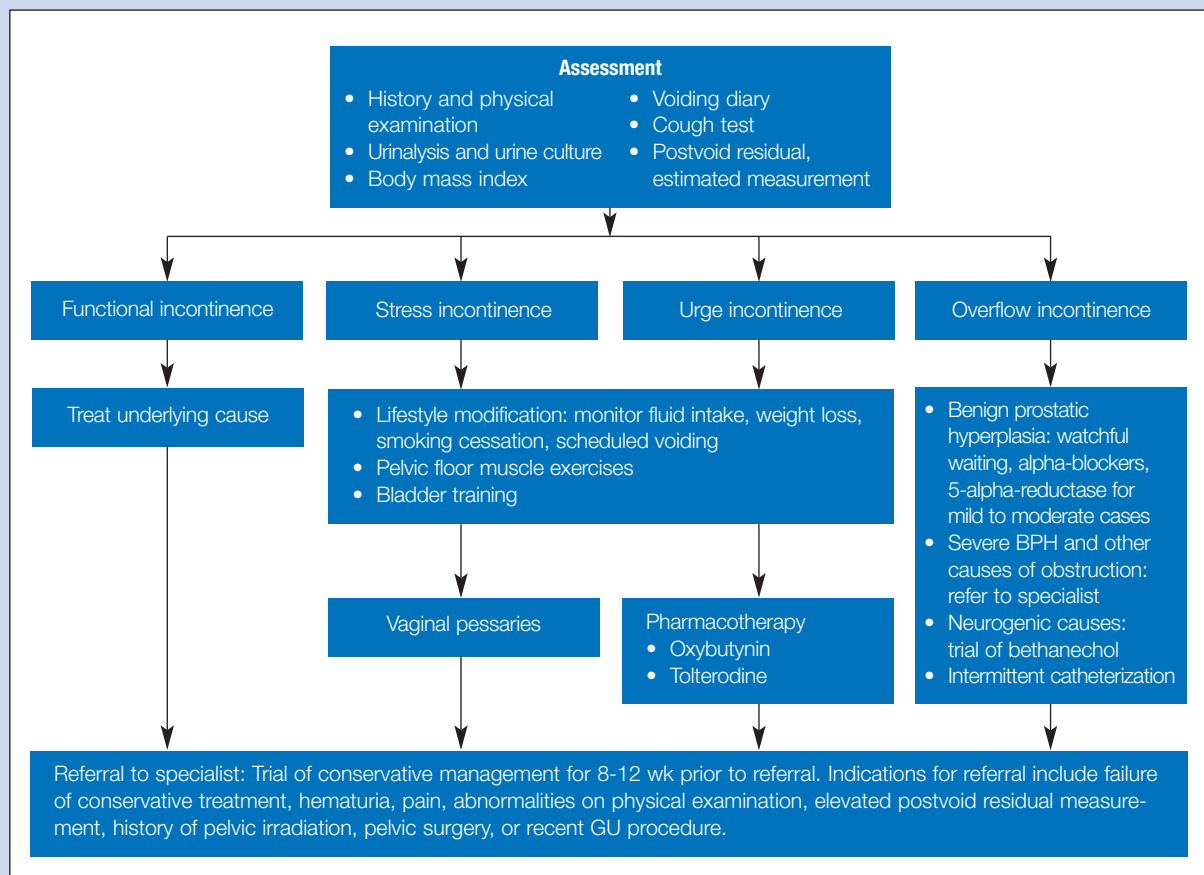 Assessment
• History and physical
examination
• Urinalysis and urine culture
• Body mass index
• Voiding diary
• Cough test
• Postvoid residual,
estimated measurement
Functional incontinence
Stress incontinence
Urge incontinence
Overflow incontinence
Treat underlying cause
• Lifestyle modification: monitor fluid intake, weight loss,
smoking cessation, scheduled voiding
• Pelvic floor muscle exercises
• Bladder training
• Benign prostatic
hyperplasia: watchful
waiting, alpha-blockers,
5-alpha-reductase for
mild to moderate cases
• Severe BPH and other
causes of obstruction:
refer to specialist
• Neurogenic causes:
trial of bethanechol
• Intermittent catheterization
Vaginal pessaries
Pharmacotherapy
• Oxybutynin
• Tolterodine
Referral to specialist: Trial of conservative management for 8-12 wk prior to referral. Indications for referral include failure
of conservative treatment, hematuria, pain, abnormalities on physical examination, elevated postvoid residual measure-
ment, history of pelvic irradiation, pelvic surgery, or recent GU procedure.